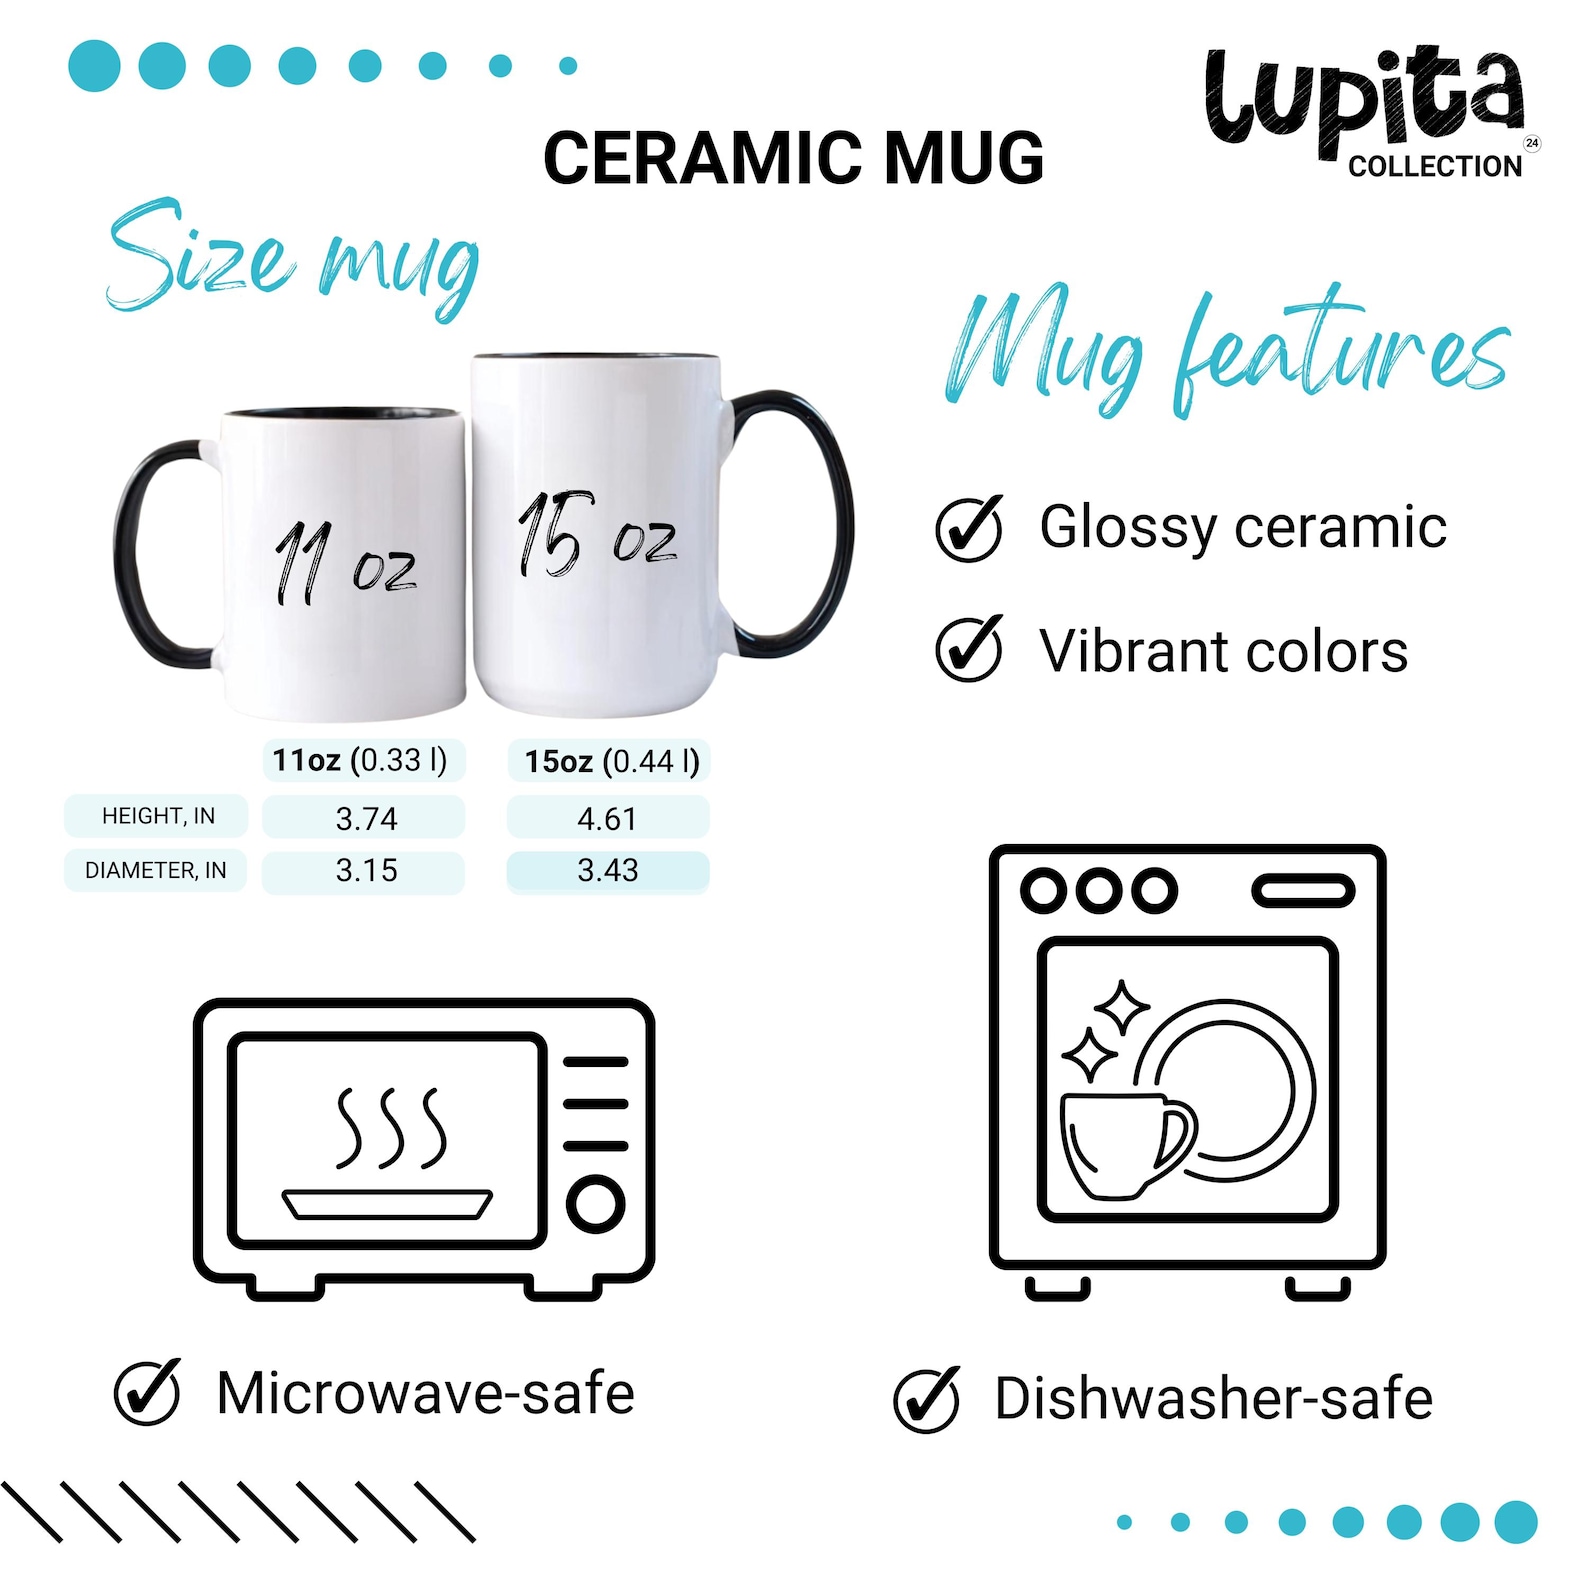 lupita
24
COLLECTION
CERAMIC MUG
Size mug
Mug features
11 oz
15 oz
Glossy ceramic
Vibrant colors
11oz (0.33 l) 15oz (0.44 l)
HEIGHT, IN 3.74 4.61
DIAMETER, IN 3.15 3.43
Microwave-safe
Dishwasher-safe